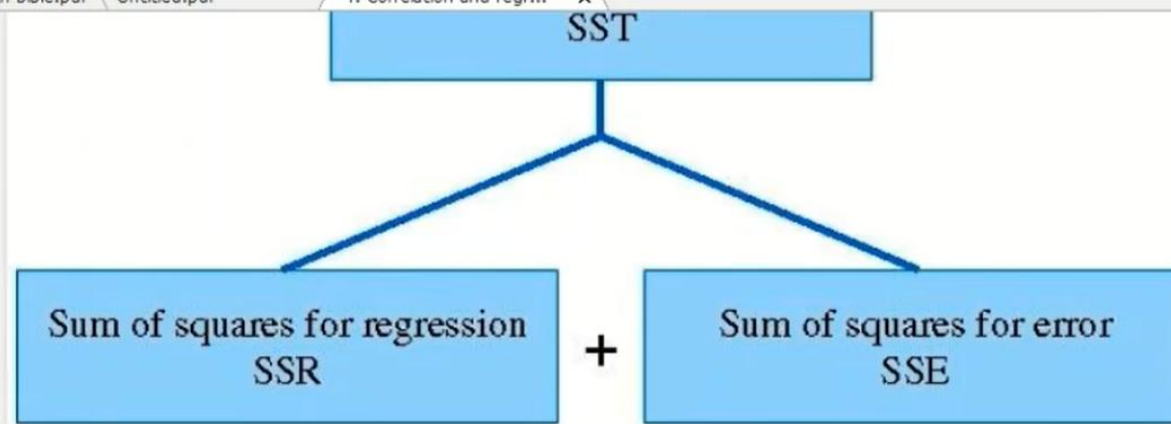 SST
Sum of squares for regression
SSR
+
Sum of squares for error
SSE